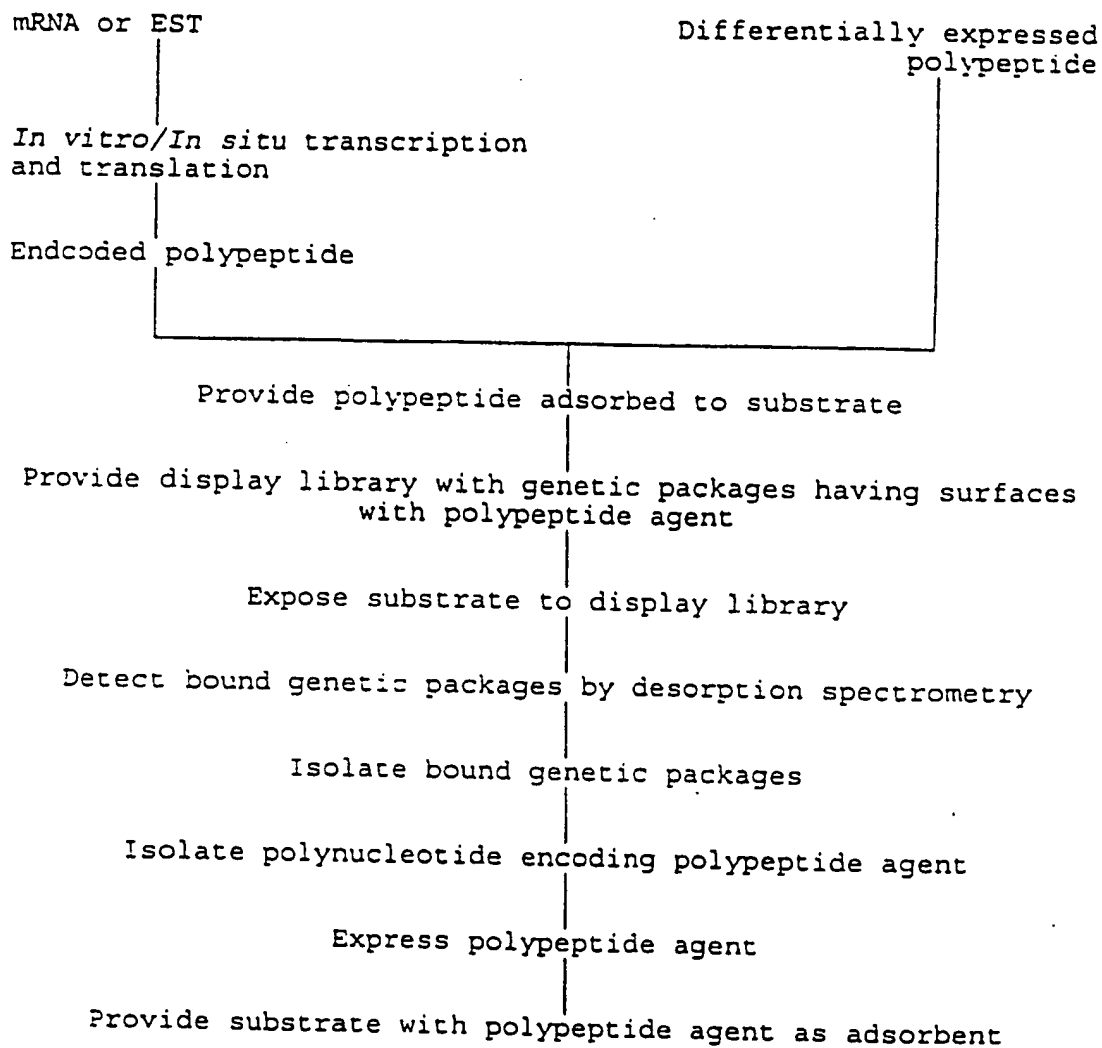 mRNA or EST
Differentially expressed
polypeptide
In vitro/In situ transcription
and translation
Endcoded polypeptide
Provide polypeptide adsorbed to substrate
Provide display library with genetic packages having surfaces
with polypeptide agent
Expose substrate to display library
Detect bound genetic packages by desorption spectrometry
Isolate bound genetic packages
Isolate polynucleotide encoding polypeptide agent
Express polypeptide agent
Provide substrate with polypeptide agent as adsorbent